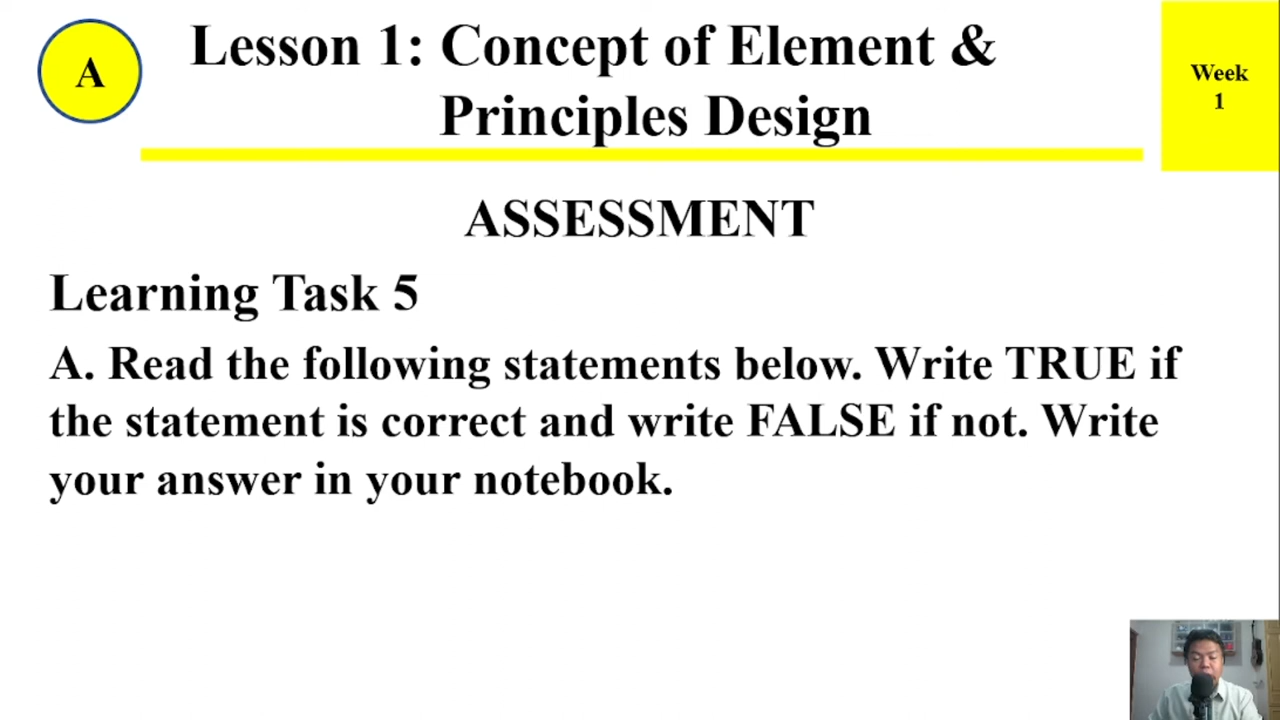 A
Lesson 1: Concept of Element &
Principles Design
Week
1
ASSESSMENT
Learning Task 5
A. Read the following statements below. Write TRUE if
the statement is correct and write FALSE if not. Write
your answer in your notebook.